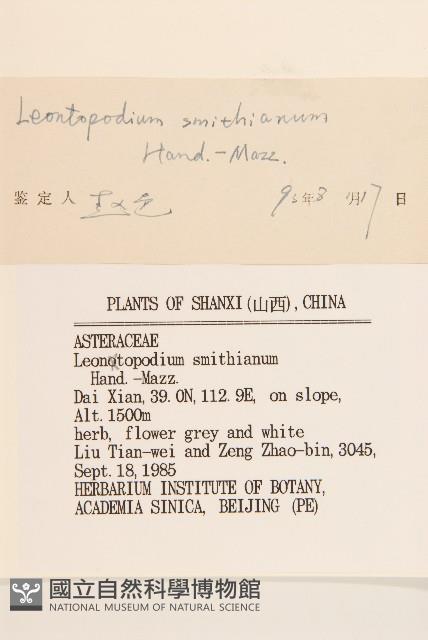 Leontopodium smithianum
Hand.-Mazz.
鉴定人 93年8月17日
PLANTS OF SHANXI(山西), CHINA
ASTERACEAE
Leonotopodium smithianum
Hand.-Mazz.
Dai Xian, 39.0N, 112.9E, on slope,
Alt. 1500m
herb, flower grey and white
Liu Tian-wei and Zeng Zhao-bin, 3045,
Sept. 18, 1985
HERBARIUM INSTITUTE OF BOTANY,
ACADEMIA SINICA, BEIJING (PE)
國立自然科學博物館
NATIONAL MUSEUM OF NATURAL SCIENCE